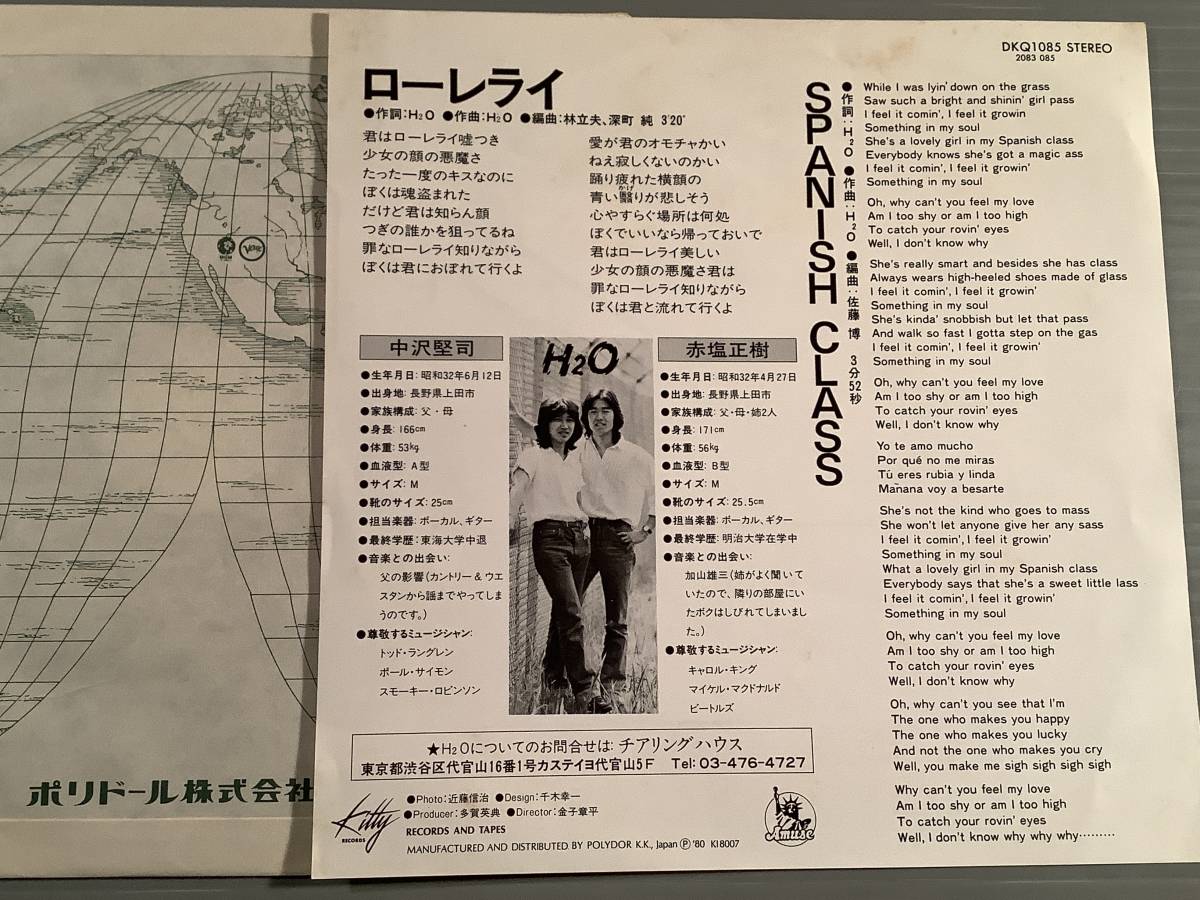 DKQ1085 STEREO
2083 085
ローレライ
●作詞:H₂O ●作曲:H₂O ●編曲:林立夫、深町 純 3'20"
君はローレライ嘘つき
少女の顔の悪魔さ
たった一度のキスなのに
ぼくは魂盗まれた
だけど君は知らん顔
つぎの誰かを狙ってるね
罪なローレライ知りながら
ぼくは君におぼれて行くよ
愛が君のオモチャかい
ねえ寂しくないのかい
踊り疲れた横顔の
かげ
青い翳りが悲しそう
心やすらぐ場所は何処
ぼくでいいなら帰っておいで
君はローレライ美しい
少女の顔の悪魔さ君は
罪なローレライ知りながら
ぼくは君と流れて行くよ
SPANISH CLASS
●作詞:H₂O ●作曲:H₂O ●編曲:佐藤 博 3分52秒
While I was lyin' down on the grass
Saw such a bright and shinin' girl pass
I feel it comin', I feel it growin
Something in my soul
She's a lovely girl in my Spanish class
Everybody knows she's got a magic ass
I feel it comin', I feel it growin'
Something in my soul
Oh, why can't you feel my love
Am I too shy or am I too high
To catch your rovin' eyes
Well, I don't know why
She's really smart and besides she has class
Always wears high-heeled shoes made of glass
I feel it comin', I feel it growin'
Something in my soul
She's kinda' snobbish but let that pass
And walk so fast I gotta step on the gas
I feel it comin', I feel it growin'
Something in my soul
Oh, why can't you feel my love
Am I too shy or am I too high
To catch your rovin' eyes
Well, I don't know why
Yo te amo mucho
Por qué no me miras
Tú eres rubia y linda
Mañana voy a besarte
She's not the kind who goes to mass
She won't let anyone give her any sass
I feel it comin', I feel it growin'
Something in my soul
What a lovely girl in my Spanish class
Everybody says that she's a sweet little lass
I feel it comin', I feel it growin'
Something in my soul
Oh, why can't you feel my love
Am I too shy or am I too high
To catch your rovin' eyes
Well, I don't know why
Oh, why can't you see that I'm
The one who makes you happy
The one who makes you lucky
And not the one who makes you cry
Well, you make me sigh sigh sigh sigh
Why can't you feel my love
Am I too shy or am I too high
To catch your rovin' eyes
Well, I don't know why why why………
中沢堅司
●生年月日:昭和32年6月12日
●出身地:長野県上田市
●家族構成:父・母
●身長:166cm
●体重:53kg
●血液型:A型
●サイズ:M
●靴のサイズ:25cm
●担当楽器:ボーカル、ギター
●最終学歴:東海大学中退
●音楽との出会い:
父の影響(カントリー&ウエ
スタンから謡までやってしま
うのです。)
●尊敬するミュージシャン:
トッド・ラングレン
ポール・サイモン
スモーキー・ロビンソン
H2O
赤塩正樹
●生年月日:昭和32年4月27日
●出身地:長野県上田市
●家族構成:父・母・姉2人
●身長:171cm
●体重:56kg
●血液型:B型
●サイズ:M
●靴のサイズ:25.5cm
●担当楽器:ボーカル、ギター
●最終学歴:明治大学在学中
●音楽との出会い:
加山雄三(姉がよく聞いて
いたので、隣りの部屋にい
たボクはしびれてしまいまし
た。)
●尊敬するミュージシャン:
キャロル・キング
マイケル・マクドナルド
ビートルズ
★H₂Oについてのお問合せは: チアリングハウス
東京都渋谷区代官山16番1号カステイヨ代官山5F Tel:03-476-4727
Kitty
RECORDS
●Photo:近藤信治 ●Design:千木幸一
●Producer:多賀英典 ●Director:金子章平
RECORDS AND TAPES
MANUFACTURED AND DISTRIBUTED BY POLYDOR K.K., Japan Ⓟ '80 KI8007
Amuse
MGM
Verve
ポリドール株式会社